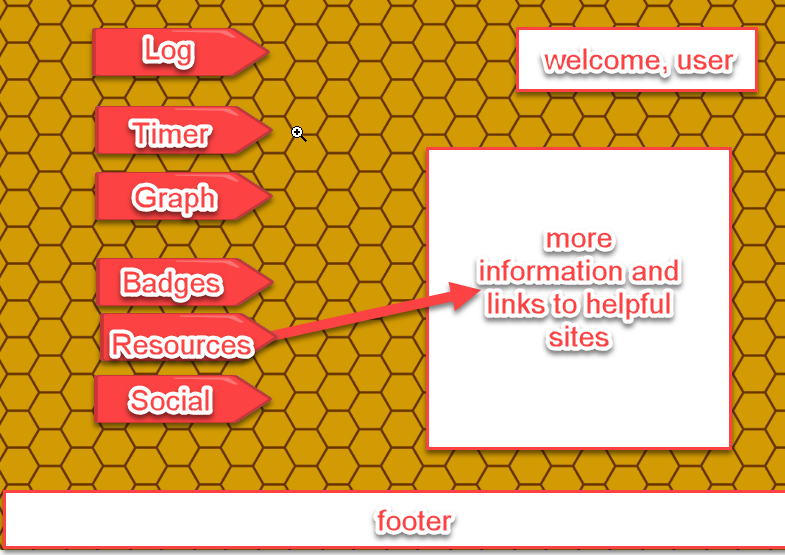 Log
welcome, user
Timer
Graph
more
information and
links to helpful
sites
Badges
Resources
Social
footer